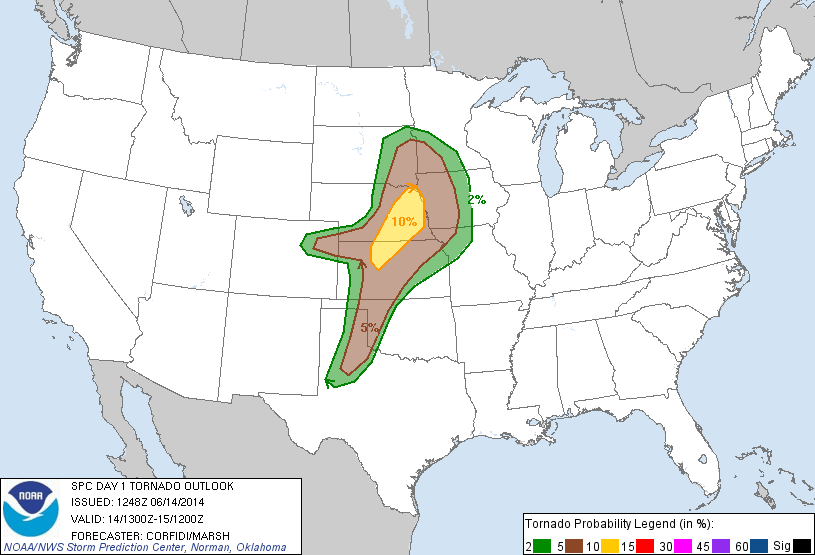 2%
10%
5%
NOAA
SPC DAY 1 TORNADO OUTLOOK
ISSUED: 1248Z 06/14/2014
VALID: 14/1300Z-15/1200Z
FORECASTER: CORFIDI/MARSH
NOAA/NWS Storm Prediction Center, Norman, Oklahoma
Tornado Probability Legend (in %):
2 5 10 15 30 45 60 Sig